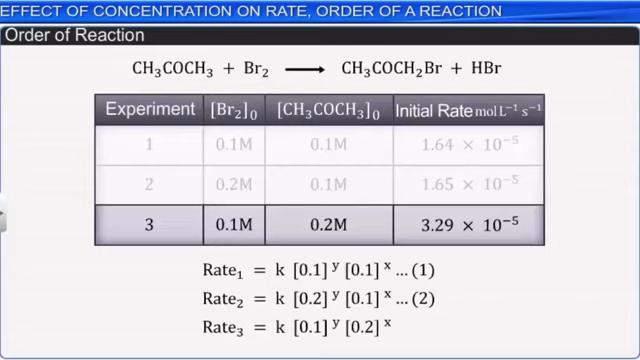 EFFECT OF CONCENTRATION ON RATE, ORDER OF A REACTION
Order of Reaction
CH₃COCH₃ + Br₂ ⟶ CH₃COCH₂Br + HBr
Experiment [Br₂]₀ [CH₃COCH₃]₀ Initial Rate mol L⁻¹ s⁻¹
1 0.1M 0.1M 1.64 × 10⁻⁵
2 0.2M 0.1M 1.65 × 10⁻⁵
3 0.1M 0.2M 3.29 × 10⁻⁵
Rate₁ = k [0.1]ʸ [0.1]ˣ ... (1)
Rate₂ = k [0.2]ʸ [0.1]ˣ ... (2)
Rate₃ = k [0.1]ʸ [0.2]ˣ